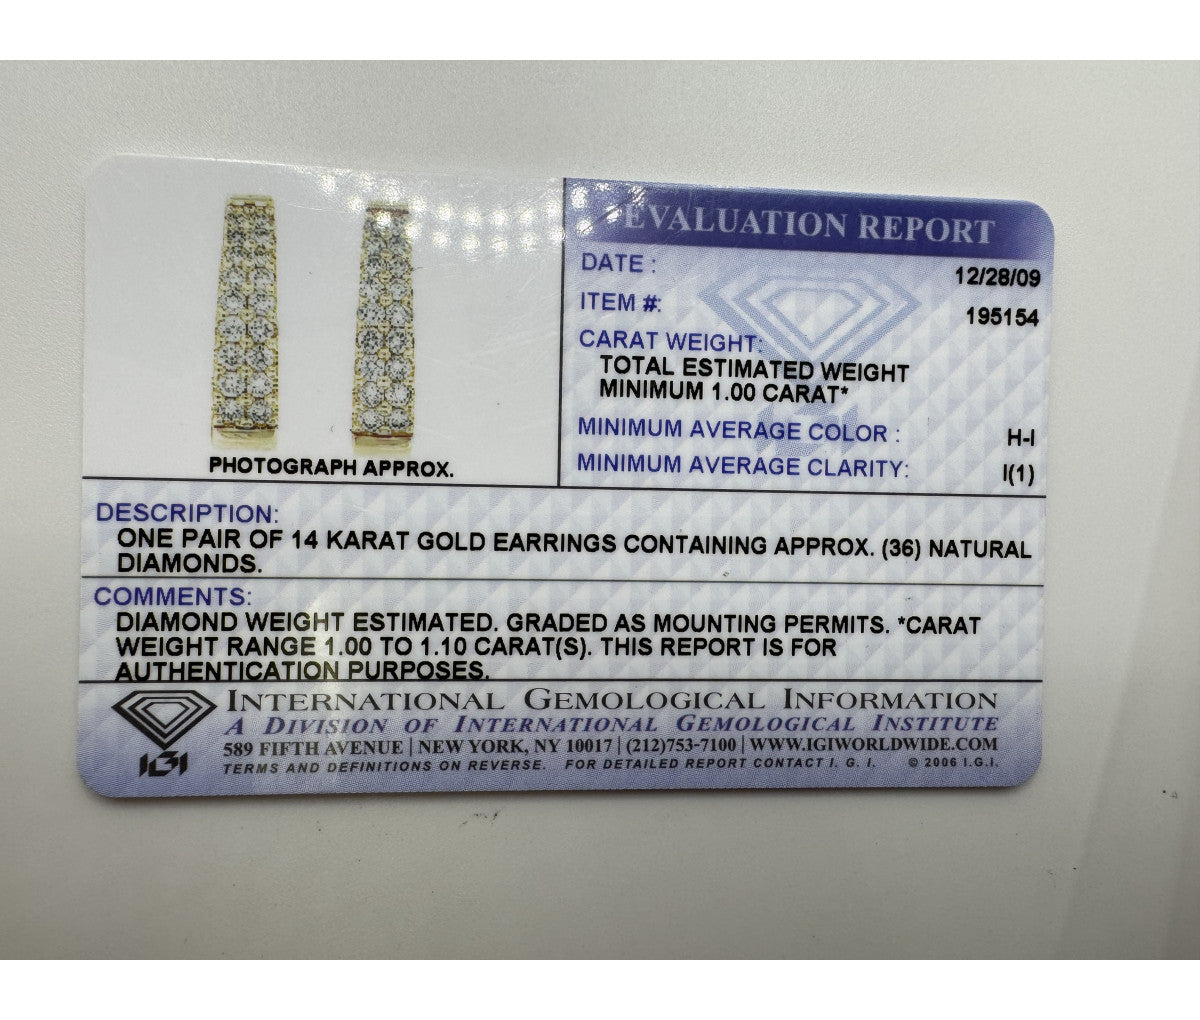 EVALUATION REPORT
DATE : 12/28/09
ITEM #: 195154
CARAT WEIGHT:
TOTAL ESTIMATED WEIGHT
MINIMUM 1.00 CARAT*
MINIMUM AVERAGE COLOR : H-I
MINIMUM AVERAGE CLARITY: I(1)
PHOTOGRAPH APPROX.
DESCRIPTION:
ONE PAIR OF 14 KARAT GOLD EARRINGS CONTAINING APPROX. (36) NATURAL
DIAMONDS.
COMMENTS:
DIAMOND WEIGHT ESTIMATED. GRADED AS MOUNTING PERMITS. *CARAT
WEIGHT RANGE 1.00 TO 1.10 CARAT(S). THIS REPORT IS FOR
AUTHENTICATION PURPOSES.
INTERNATIONAL GEMOLOGICAL INFORMATION
A DIVISION OF INTERNATIONAL GEMOLOGICAL INSTITUTE
589 FIFTH AVENUE | NEW YORK, NY 10017 | (212)753-7100 | WWW.IGIWORLDWIDE.COM
IGI
TERMS AND DEFINITIONS ON REVERSE. FOR DETAILED REPORT CONTACT I. G. I. © 2006 I.G.I.